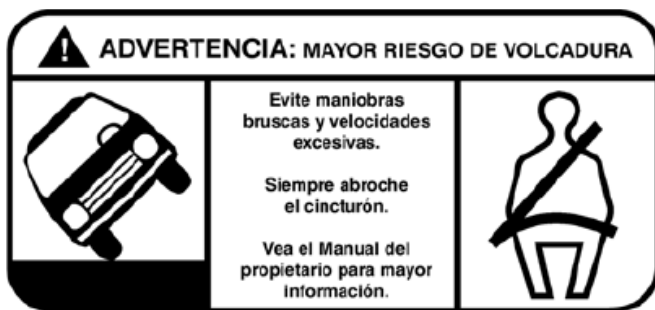 ADVERTENCIA: MAYOR RIESGO DE VOLCADURA
Evite maniobras
bruscas y velocidades
excesivas.
Siempre abroche
el cincturón.
Vea el Manual del
propietario para mayor
información.